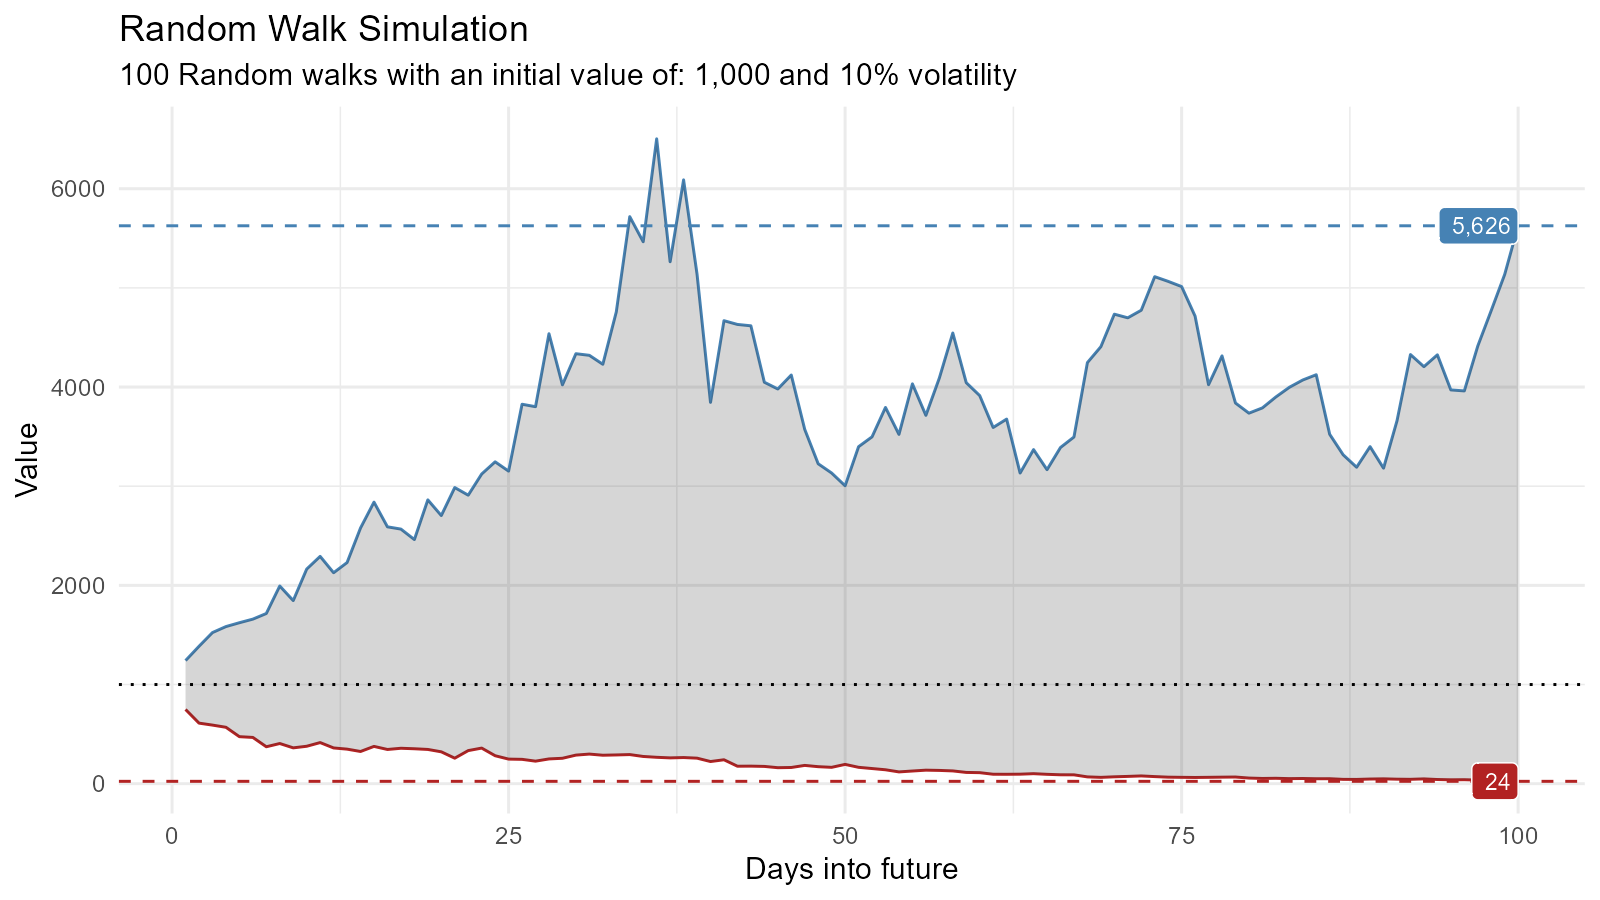 Random Walk Simulation
100 Random walks with an initial value of: 1,000 and 10% volatility
Value
6000
4000
2000
0
5,626
24
0
25
50
75
100
Days into future